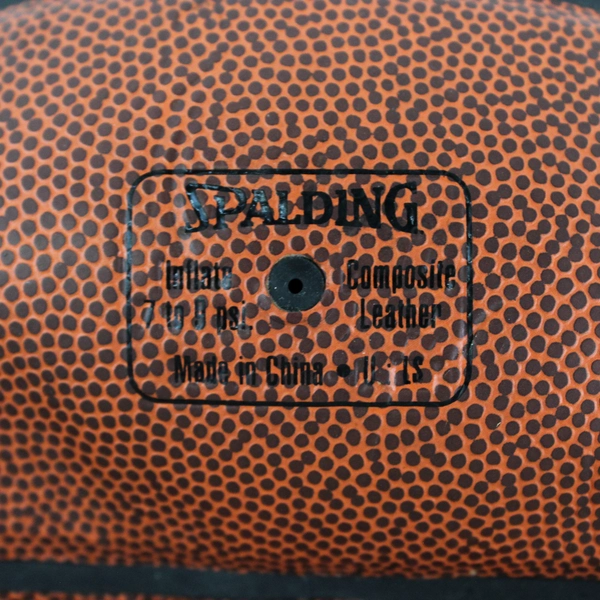 SPALDING
Inflate Composite
7 to 8 psi. Leather
Made in China •